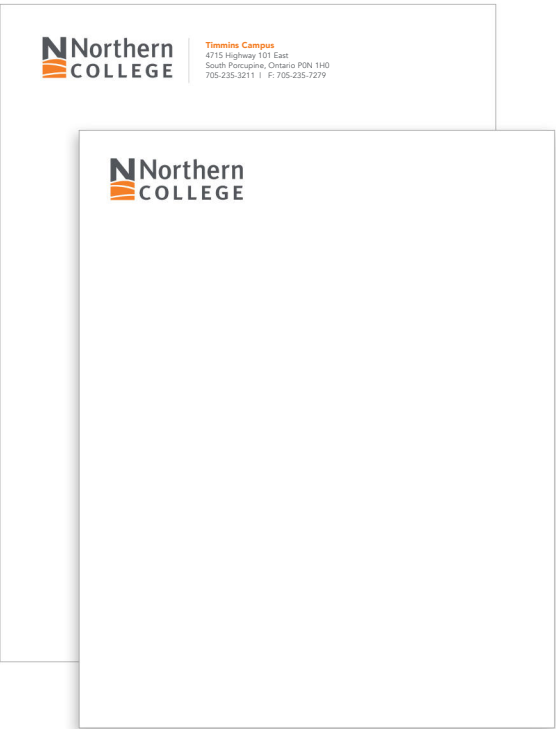 Northern
COLLEGE
Timmins Campus
4715 Highway 101 East
South Porcupine, Ontario P0N 1H0
705-235-3211 | F: 705-235-7279
Northern
COLLEGE